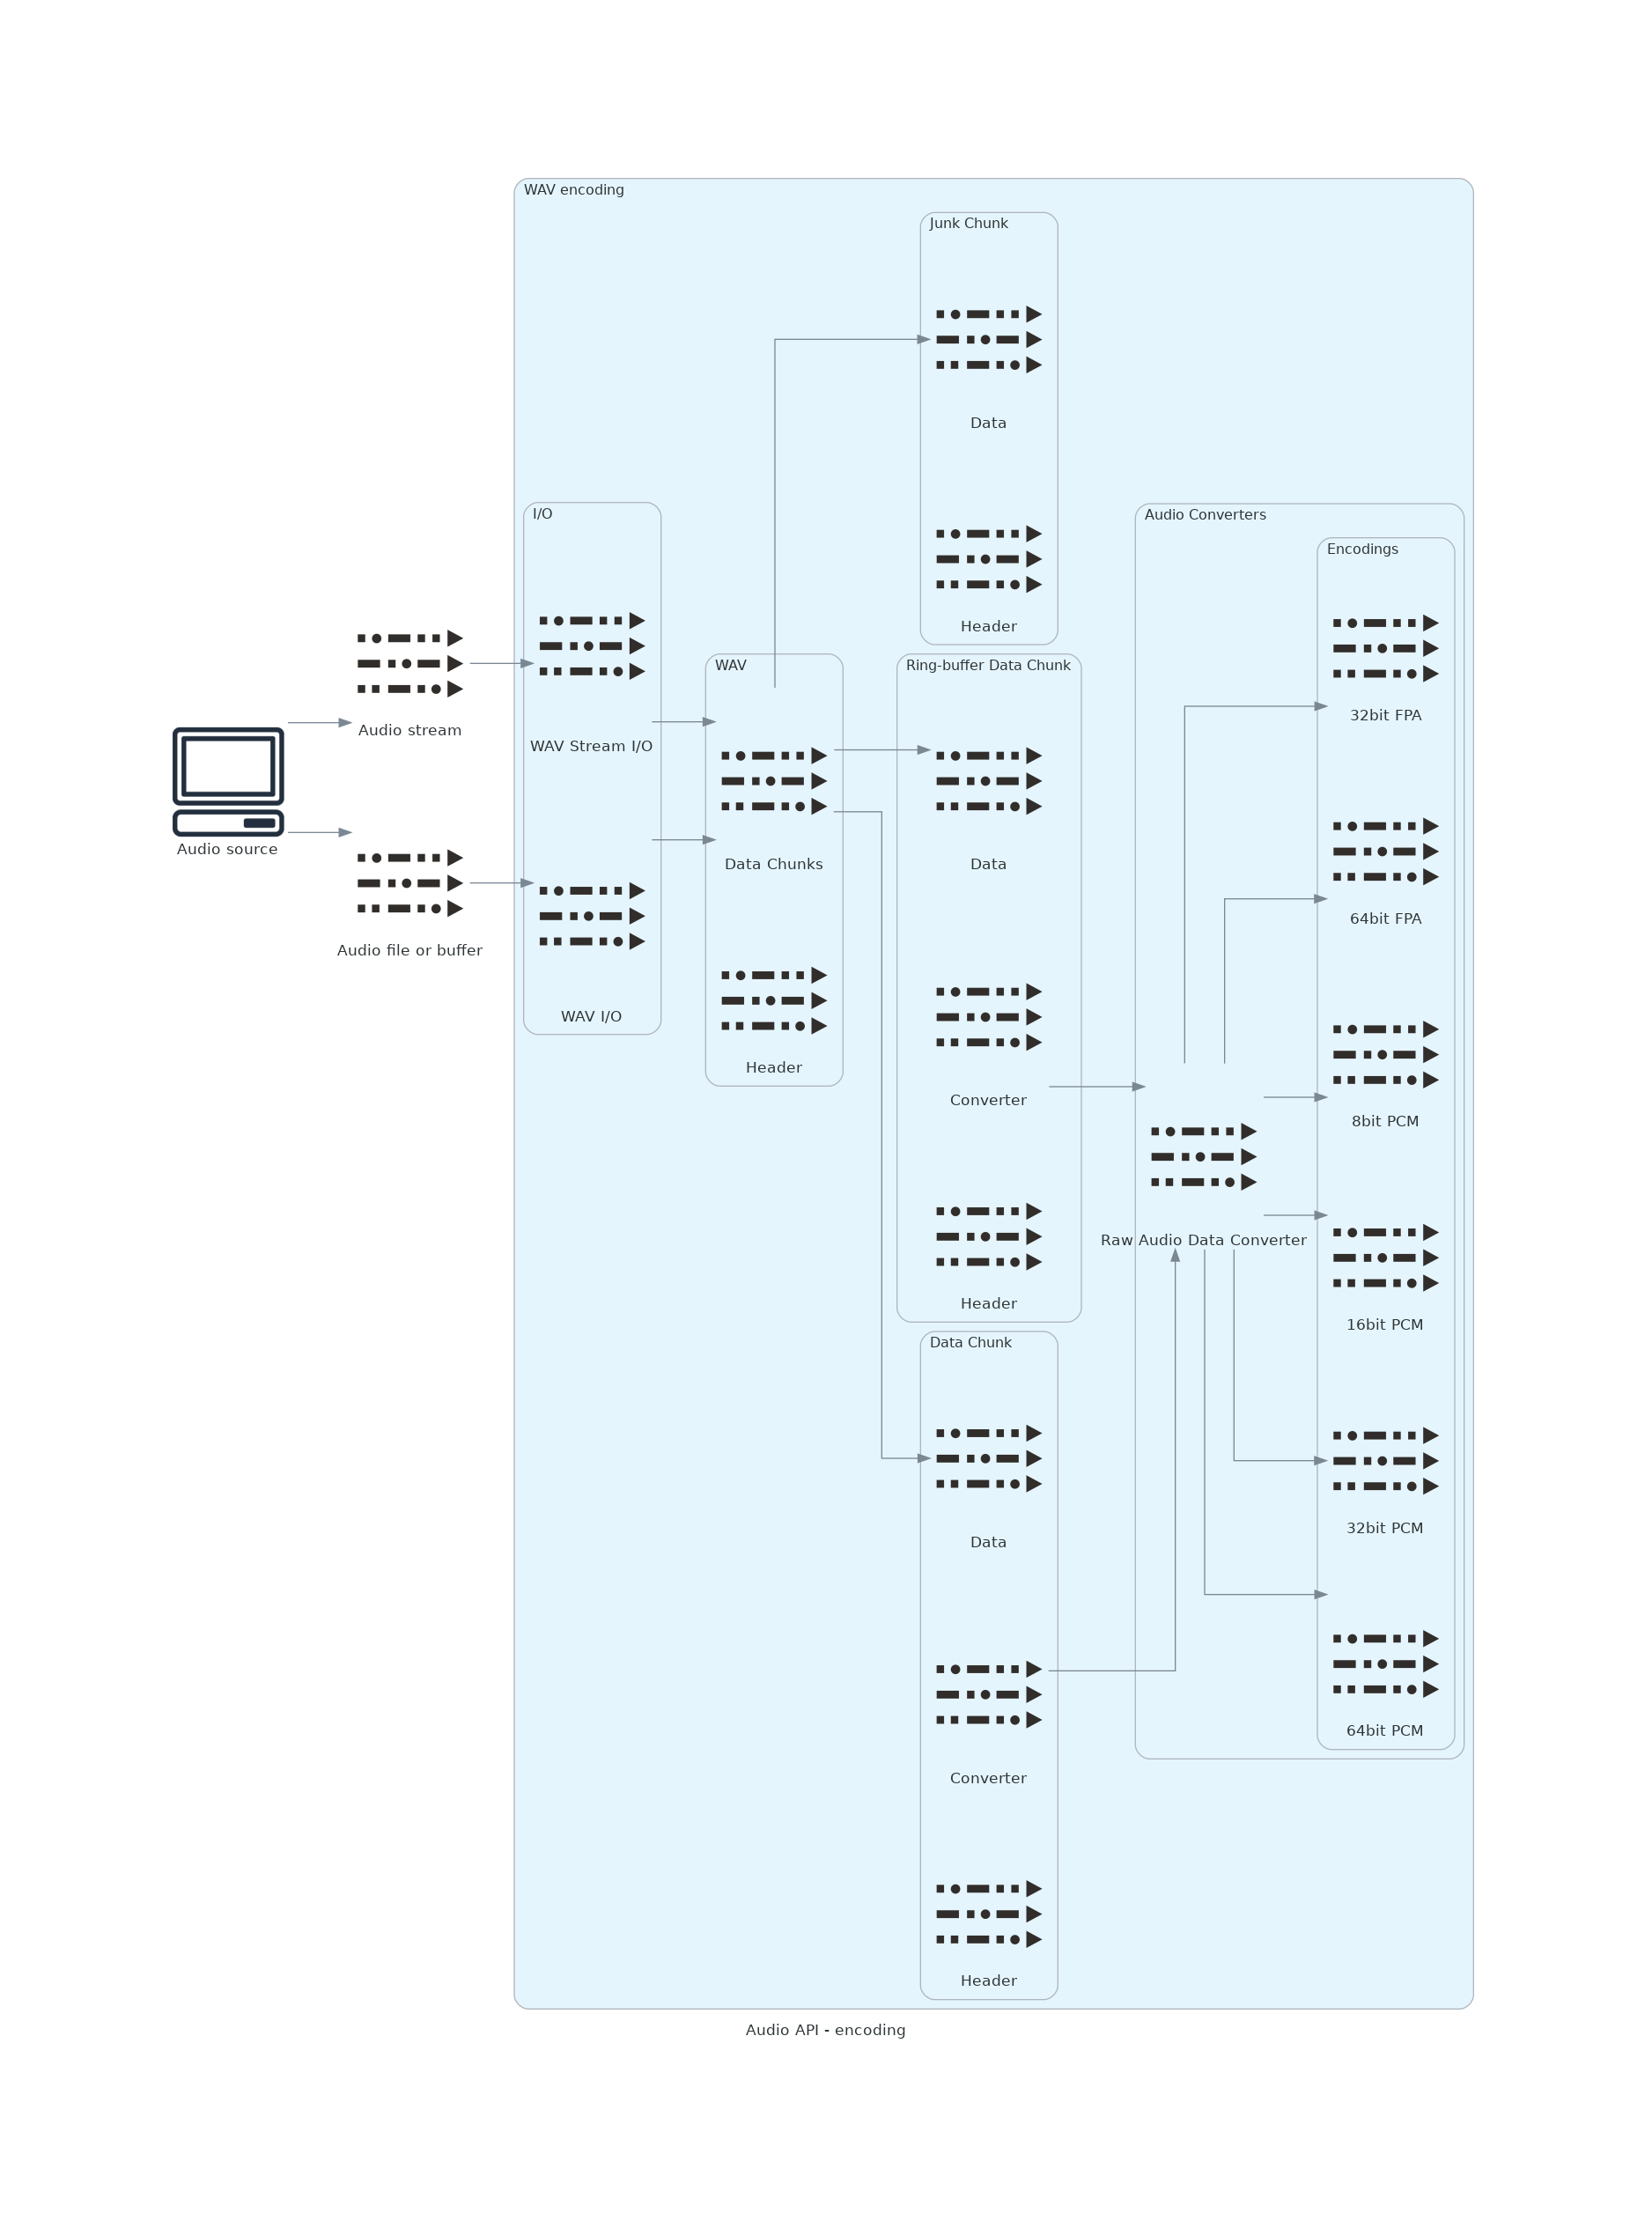 WAV encoding
Junk Chunk
Data
Header
I/O
WAV Stream I/O
WAV I/O
Audio stream
Audio source
Audio file or buffer
WAV
Data Chunks
Header
Ring-buffer Data Chunk
Data
Converter
Header
Data Chunk
Data
Converter
Header
Audio Converters
Raw Audio Data Converter
Encodings
32bit FPA
64bit FPA
8bit PCM
16bit PCM
32bit PCM
64bit PCM
Audio API - encoding